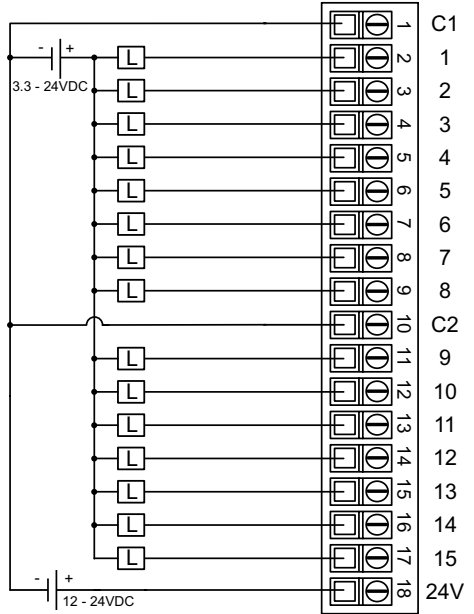 1 C1
- +
L 2 1
3.3 - 24VDC
L 3 2
L 4 3
L 5 4
L 6 5
L 7 6
L 8 7
L 9 8
10 C2
L 11 9
L 12 10
L 13 11
L 14 12
L 15 13
L 16 14
L 17 15
- + 18 24V
12 - 24VDC